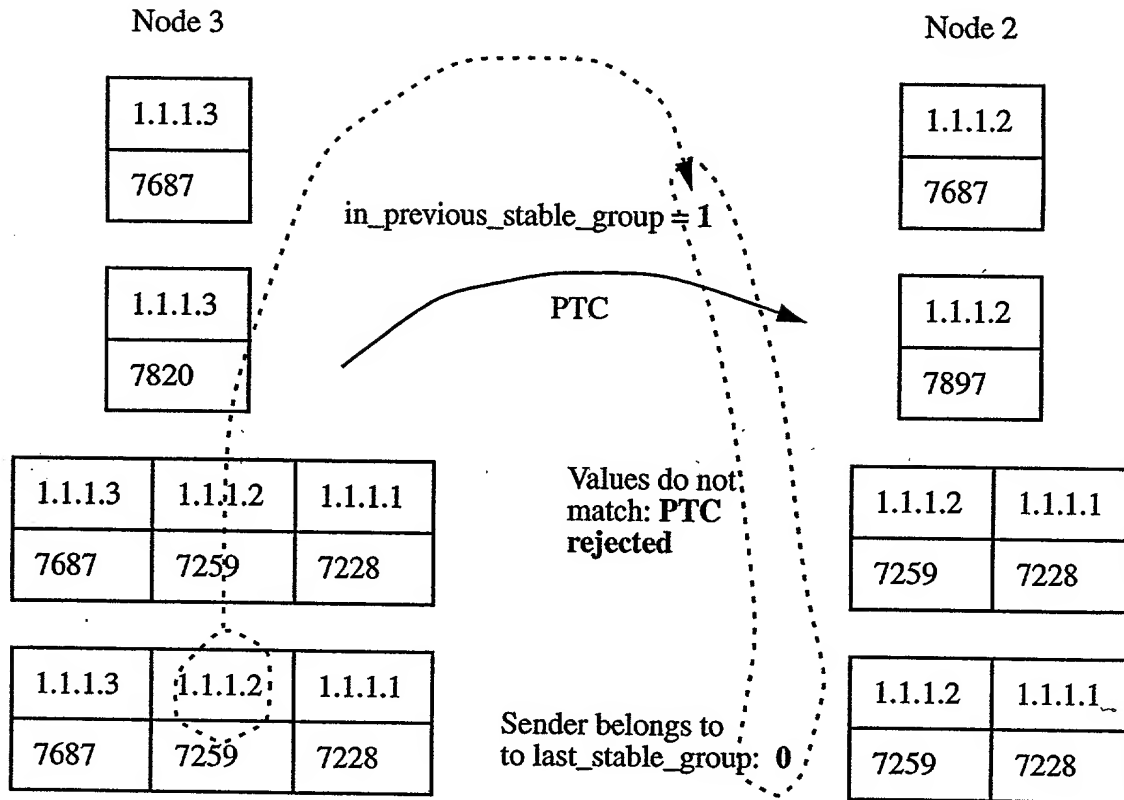 Node 3
Node 2
1.1.1.3
7687
1.1.1.2
7687
in_previous_stable_group = 1
1.1.1.3
7820
PTC
1.1.1.2
7897
1.1.1.3 1.1.1.2 1.1.1.1
7687 7259 7228
Values do not
match: PTC
rejected
1.1.1.2 1.1.1.1
7259 7228
1.1.1.3 1.1.1.2 1.1.1.1
7687 7259 7228
Sender belongs to
to last_stable_group: 0
1.1.1.2 1.1.1.1
7259 7228